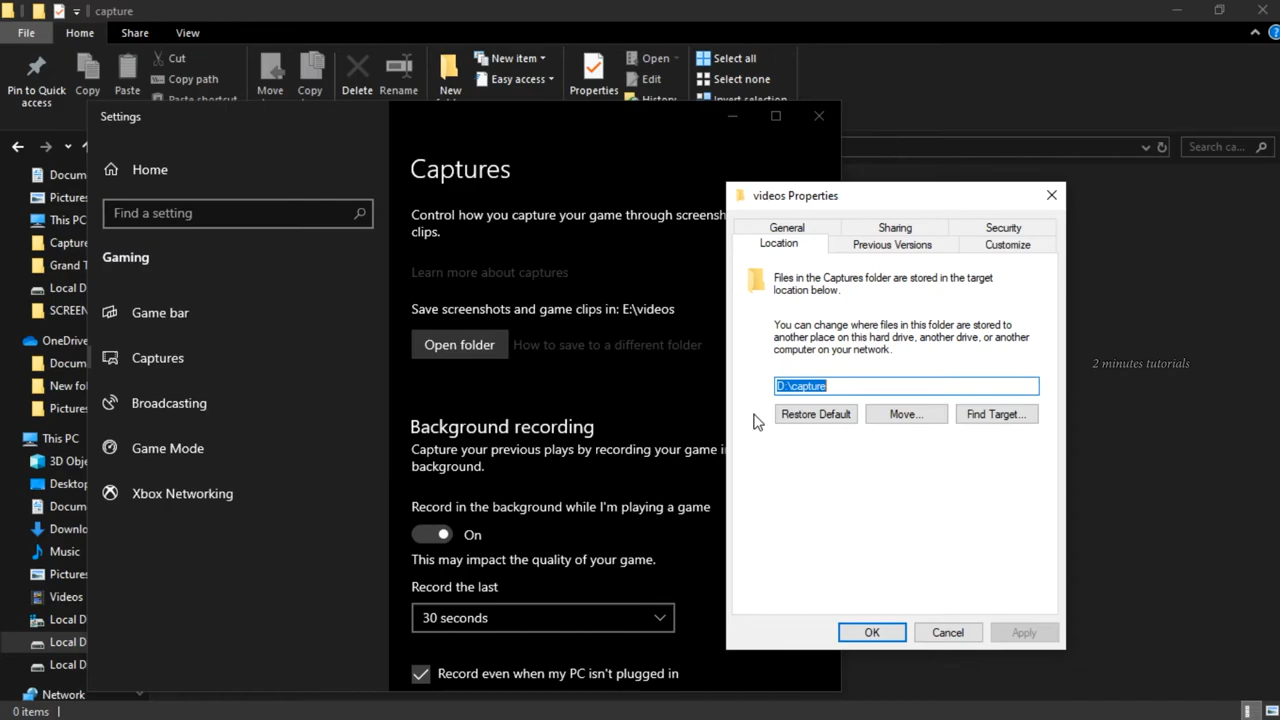 capture
File
Home
Share
View
Pin to Quick
access
Copy
Paste
Cut
Copy path
Paste shortcut
Move
Copy
Delete
Rename
New
New item
Easy access
Properties
Open
Edit
History
Select all
Select none
Invert selection
Search ca...
Docum
Pictures
This PC
Capture
Grand T
Local D
SCREEN
OneDriv
Docum
New fo
Pictures
This PC
3D Obje
Desktop
Docum
Downlo
Music
Pictures
Videos
Local D
Local D
Local D
Network
0 items
Settings
Home
Find a setting
Gaming
Game bar
Captures
Broadcasting
Game Mode
Xbox Networking
Captures
Control how you capture your game through screensh
clips.
Learn more about captures
Save screenshots and game clips in: E:\videos
Open folder
How to save to a different folder
Background recording
Capture your previous plays by recording your game i
background.
Record in the background while I'm playing a game
On
This may impact the quality of your game.
Record the last
30 seconds
Record even when my PC isn't plugged in
videos Properties
General
Sharing
Security
Location
Previous Versions
Customize
Files in the Captures folder are stored in the target
location below.
You can change where files in this folder are stored to
another place on this hard drive, another drive, or another
computer on your network.
D:\capture
Restore Default
Move...
Find Target...
OK
Cancel
Apply
2 minutes tutorials